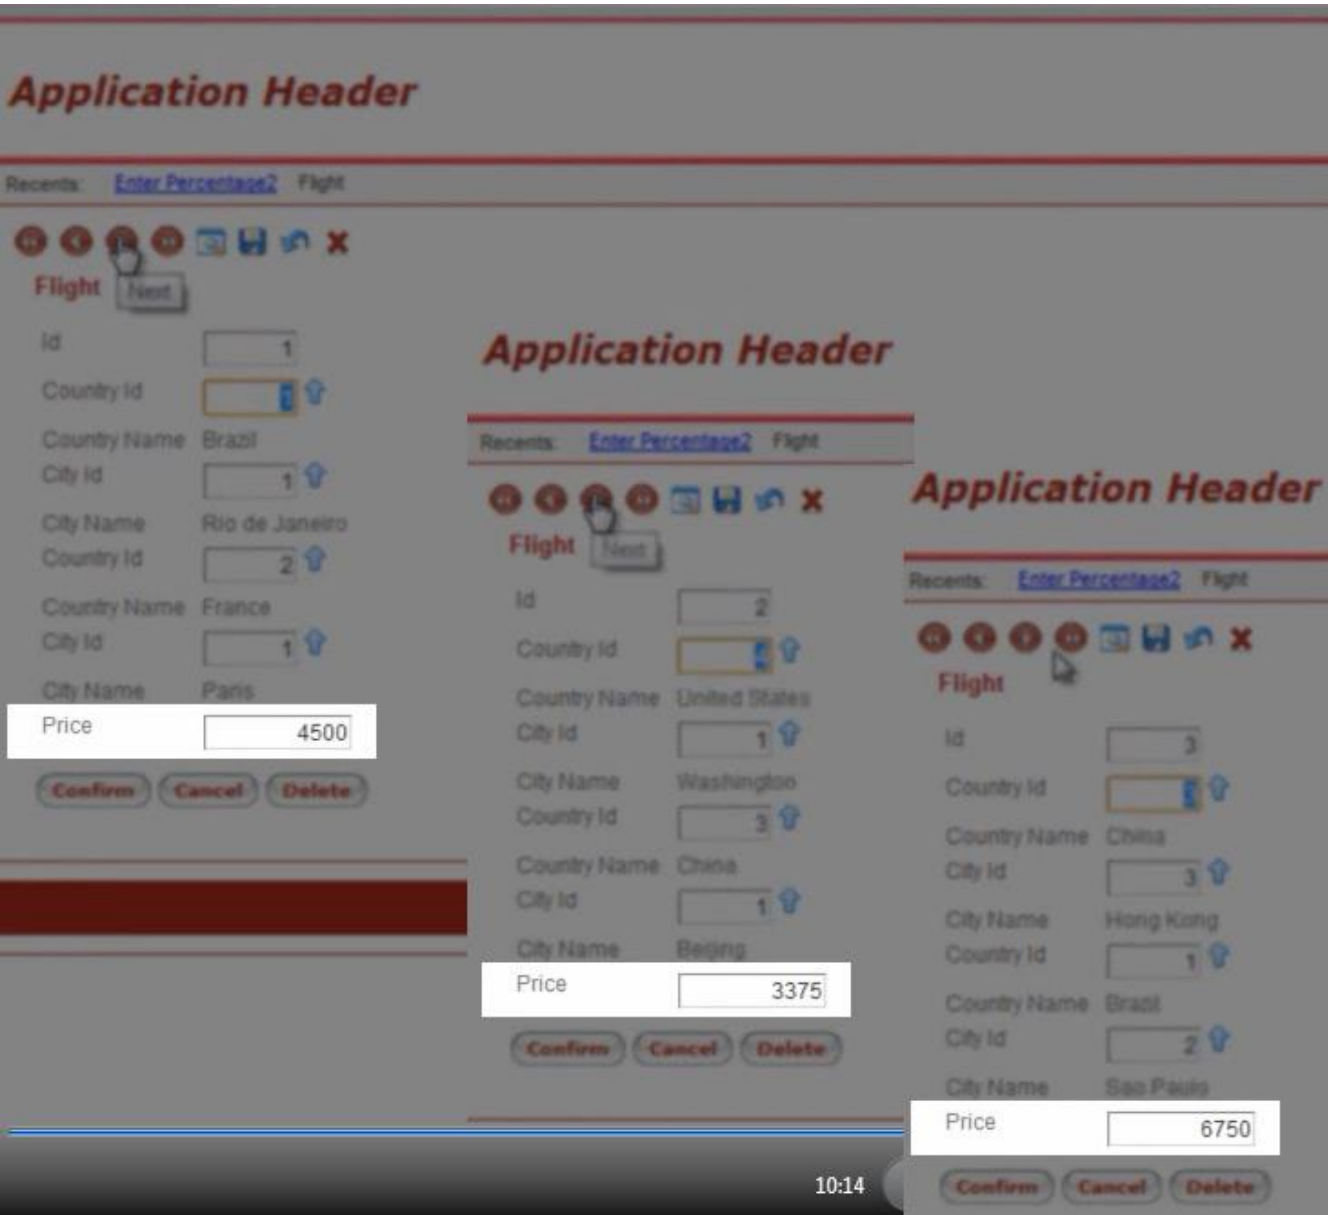 Application Header
Recents: Enter Percentage2 Flight
Flight
Next
Id 1
Country Id 1
Country Name Brazil
City Id 1
City Name Rio de Janeiro
Country Id 2
Country Name France
City Id 1
City Name Paris
Price 4500
Confirm Cancel Delete
Application Header
Recents: Enter Percentage2 Flight
Flight
Next
Id 2
Country Id 4
Country Name United States
City Id 1
City Name Washington
Country Id 3
Country Name China
City Id 1
City Name Beijing
Price 3375
Confirm Cancel Delete
Application Header
Recents: Enter Percentage2 Flight
Flight
Id 3
Country Id
Country Name China
City Id 3
City Name Hong Kong
Country Id 1
Country Name Brazil
City Id 2
City Name Sao Paulo
Price 6750
Confirm Cancel Delete
10:14